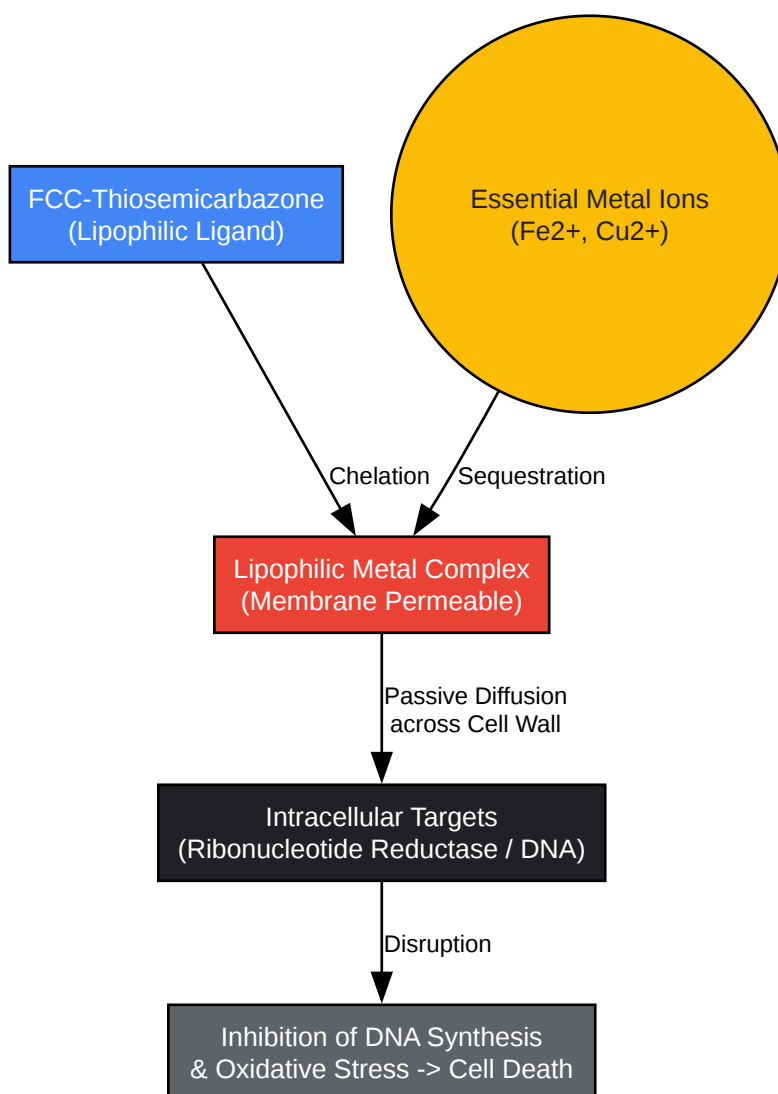 FCC-Thiosemicarbazone
(Lipophilic Ligand)
Essential Metal Ions
(Fe2+, Cu2+)
Chelation
Sequestration
Lipophilic Metal Complex
(Membrane Permeable)
Passive Diffusion
across Cell Wall
Intracellular Targets
(Ribonucleotide Reductase / DNA)
Disruption
Inhibition of DNA Synthesis
& Oxidative Stress -> Cell Death